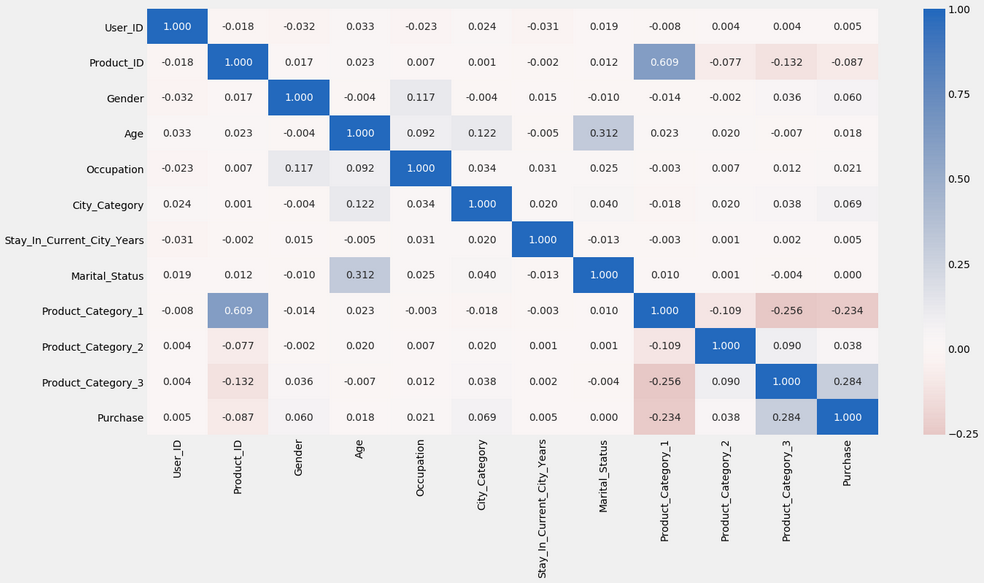 User_ID 1.000 -0.018 -0.032 0.033 -0.023 0.024 -0.031 0.019 -0.008 0.004 0.004 0.005
Product_ID -0.018 1.000 0.017 0.023 0.007 0.001 -0.002 0.012 0.609 -0.077 -0.132 -0.087
Gender -0.032 0.017 1.000 -0.004 0.117 -0.004 0.015 -0.010 -0.014 -0.002 0.036 0.060
Age 0.033 0.023 -0.004 1.000 0.092 0.122 -0.005 0.312 0.023 0.020 -0.007 0.018
Occupation -0.023 0.007 0.117 0.092 1.000 0.034 0.031 0.025 -0.003 0.007 0.012 0.021
City_Category 0.024 0.001 -0.004 0.122 0.034 1.000 0.020 0.040 -0.018 0.020 0.038 0.069
Stay_In_Current_City_Years -0.031 -0.002 0.015 -0.005 0.031 0.020 1.000 -0.013 -0.003 0.001 0.002 0.005
Marital_Status 0.019 0.012 -0.010 0.312 0.025 0.040 -0.013 1.000 0.010 0.001 -0.004 0.000
Product_Category_1 -0.008 0.609 -0.014 0.023 -0.003 -0.018 -0.003 0.010 1.000 -0.109 -0.256 -0.234
Product_Category_2 0.004 -0.077 -0.002 0.020 0.007 0.020 0.001 0.001 -0.109 1.000 0.090 0.038
Product_Category_3 0.004 -0.132 0.036 -0.007 0.012 0.038 0.002 -0.004 -0.256 0.090 1.000 0.284
Purchase 0.005 -0.087 0.060 0.018 0.021 0.069 0.005 0.000 -0.234 0.038 0.284 1.000
User_ID
Product_ID
Gender
Age
Occupation
City_Category
Stay_In_Current_City_Years
Marital_Status
Product_Category_1
Product_Category_2
Product_Category_3
Purchase
1.00
0.75
0.50
0.25
0.00
−0.25